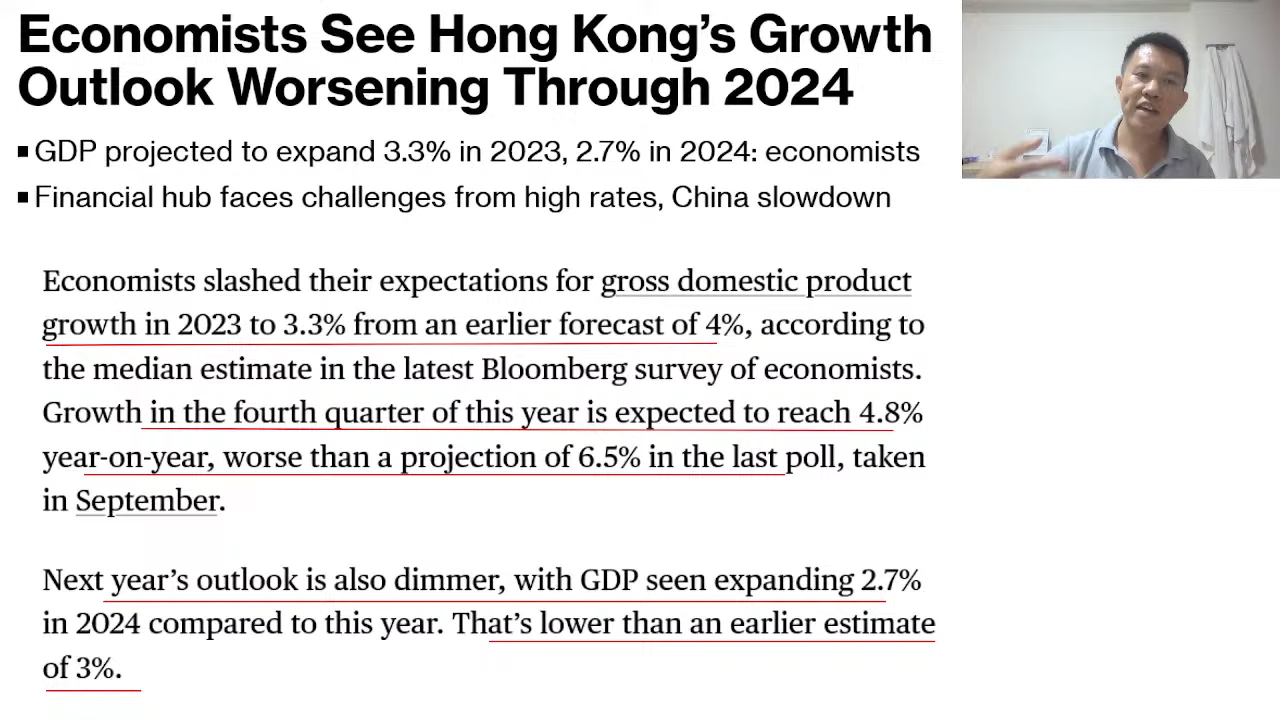 Economists See Hong Kong’s Growth
Outlook Worsening Through 2024
▪ GDP projected to expand 3.3% in 2023, 2.7% in 2024: economists
▪ Financial hub faces challenges from high rates, China slowdown
Economists slashed their expectations for gross domestic product
growth in 2023 to 3.3% from an earlier forecast of 4%, according to
the median estimate in the latest Bloomberg survey of economists.
Growth in the fourth quarter of this year is expected to reach 4.8%
year-on-year, worse than a projection of 6.5% in the last poll, taken
in September.
Next year’s outlook is also dimmer, with GDP seen expanding 2.7%
in 2024 compared to this year. That’s lower than an earlier estimate
of 3%.